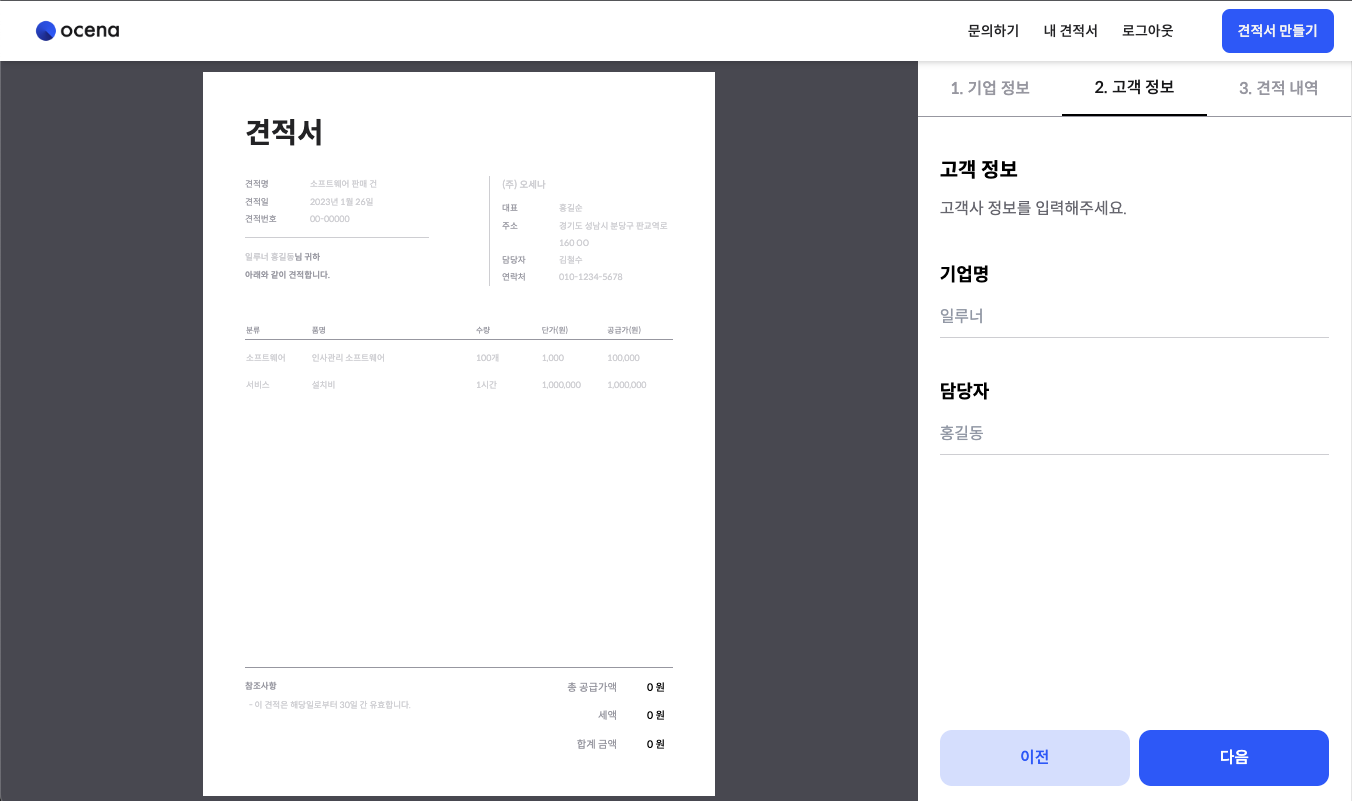 ocena
문의하기 내 견적서 로그아웃 견적서 만들기
1. 기업 정보 2. 고객 정보 3. 견적 내역
견적서
견적명 소프트웨어 판매 건
견적일 2023년 1월 26일
견적번호 00-00000
일루너 홍길동님 귀하
아래와 같이 견적합니다.
(주) 오세나
대표 홍길순
주소 경기도 성남시 분당구 판교역로
160 OO
담당자 김철수
연락처 010-1234-5678
분류 품명 수량 단가(원) 공급가(원)
소프트웨어 인사관리 소프트웨어 100개 1,000 100,000
서비스 설치비 1시간 1,000,000 1,000,000
참조사항
- 이 견적은 해당일로부터 30일 간 유효합니다.
총 공급가액 0 원
세액 0 원
합계 금액 0 원
고객 정보
고객사 정보를 입력해주세요.
기업명
일루너
담당자
홍길동
이전 다음